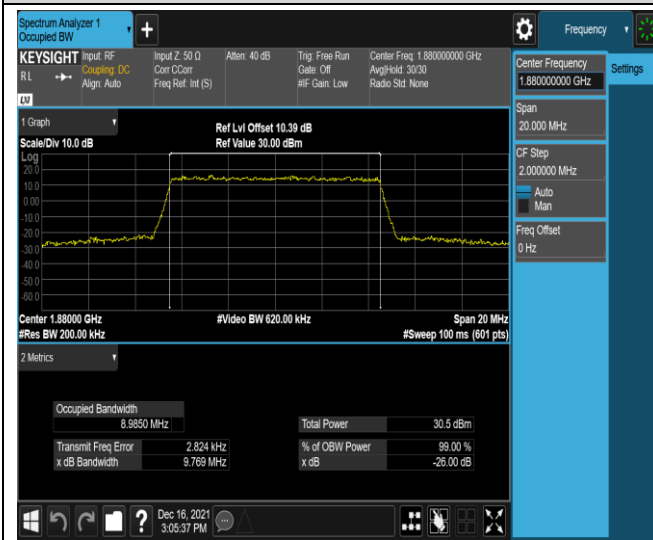 Spectrum Analyzer 1
Occupied BW
Frequency
KEYSIGHT
RL
LXI
Input: RF
Coupling: DC
Align: Auto
Input Z: 50 Ω
Corr CCorr
Freq Ref: Int (S)
Atten: 40 dB
Trig: Free Run
Gate: Off
#IF Gain: Low
Center Freq: 1.880000000 GHz
Avg|Hold: 30/30
Radio Std: None
Center Frequency
1.880000000 GHz
Settings
Span
20.000 MHz
CF Step
2.000000 MHz
Auto
Man
Freq Offset
0 Hz
1 Graph
Scale/Div 10.0 dB
Ref Lvl Offset 10.39 dB
Ref Value 30.00 dBm
Log
20.0
10.0
0.00
-10.0
-20.0
-30.0
-40.0
-50.0
-60.0
Center 1.88000 GHz
#Video BW 620.00 kHz
Span 20 MHz
#Res BW 200.00 kHz
#Sweep 100 ms (601 pts)
2 Metrics
Occupied Bandwidth
8.9850 MHz
Total Power
30.5 dBm
Transmit Freq Error
2.824 kHz
% of OBW Power
99.00 %
x dB Bandwidth
9.769 MHz
x dB
-26.00 dB
?
Dec 16, 2021
3:05:37 PM